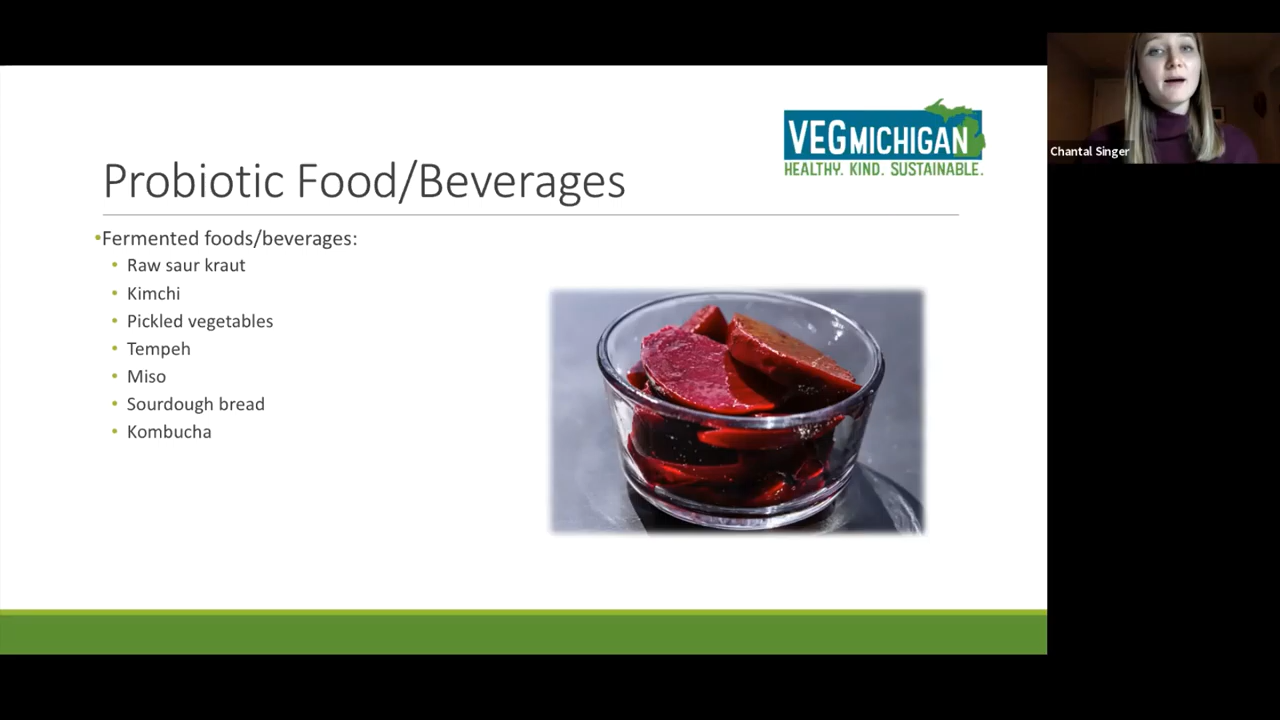 VEGMICHIGAN
HEALTHY. KIND. SUSTAINABLE.
Probiotic Food/Beverages
•Fermented foods/beverages:
• Raw saur kraut
• Kimchi
• Pickled vegetables
• Tempeh
• Miso
• Sourdough bread
• Kombucha
Chantal Singer